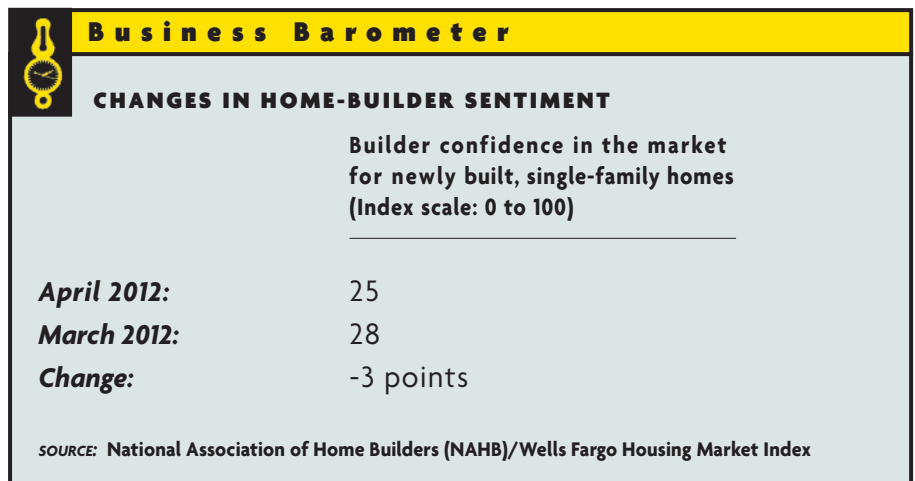 Business Barometer
CHANGES IN HOME-BUILDER SENTIMENT
Builder confidence in the market
for newly built, single-family homes
(Index scale: 0 to 100)
April 2012: 25
March 2012: 28
Change: -3 points
SOURCE: National Association of Home Builders (NAHB)/Wells Fargo Housing Market Index